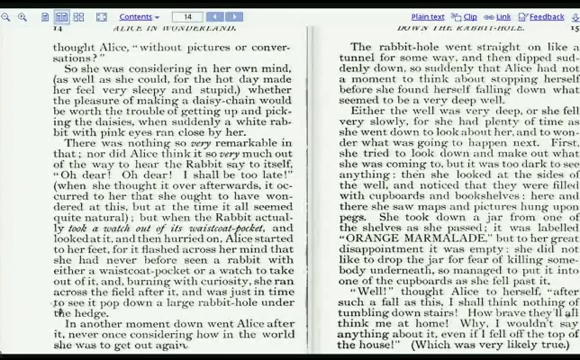 Contents
14
Plain text
Clip
Link
Feedback
14 ALICE IN WONDERLAND.
thought Alice, "without pictures or conver-
sations?"
So she was considering in her own mind,
(as well as she could, for the hot day made
her feel very sleepy and stupid,) whether
the pleasure of making a daisy-chain would
be worth the trouble of getting up and pick-
ing the daisies, when suddenly a white rab-
bit with pink eyes ran close by her.
There was nothing so very remarkable in
that; nor did Alice think it so very much out
of the way to hear the Rabbit say to itself,
"Oh dear! Oh dear! I shall be too late!"
(when she thought it over afterwards, it oc-
curred to her that she ought to have won-
dered at this, but at the time it all seemed
quite natural); but when the Rabbit actual-
ly took a watch out of its waistcoat-pocket, and
looked at it, and then hurried on, Alice started
to her feet, for it flashed across her mind that
she had never before seen a rabbit with
either a waistcoat-pocket or a watch to take
out of it, and, burning with curiosity, she ran
across the field after it, and was just in time
to see it pop down a large rabbit-hole under
the hedge.
In another moment down went Alice after
it, never once considering how in the world
she was to get out again.
DOWN THE RABBIT-HOLE. 15
The rabbit-hole went straight on like a
tunnel for some way, and then dipped sud-
denly down, so suddenly that Alice had not
a moment to think about stopping herself
before she found herself falling down what
seemed to be a very deep well.
Either the well was very deep, or she fell
very slowly, for she had plenty of time as
she went down to look about her, and to won-
der what was going to happen next. First,
she tried to look down and make out what
she was coming to, but it was too dark to see
anything: then she looked at the sides of
the well, and noticed that they were filled
with cupboards and bookshelves: here and
there she saw maps and pictures hung upon
pegs. She took down a jar from one of
the shelves as she passed; it was labelled
"ORANGE MARMALADE," but to her great
disappointment it was empty: she did not
like to drop the jar for fear of killing some-
body underneath, so managed to put it into
one of the cupboards as she fell past it.
"Well!" thought Alice to herself, "after
such a fall as this, I shall think nothing of
tumbling down stairs! How brave they'll all
think me at home! Why, I wouldn't say
anything about it, even if I fell off the top of
the house!" (Which was very likely true.)